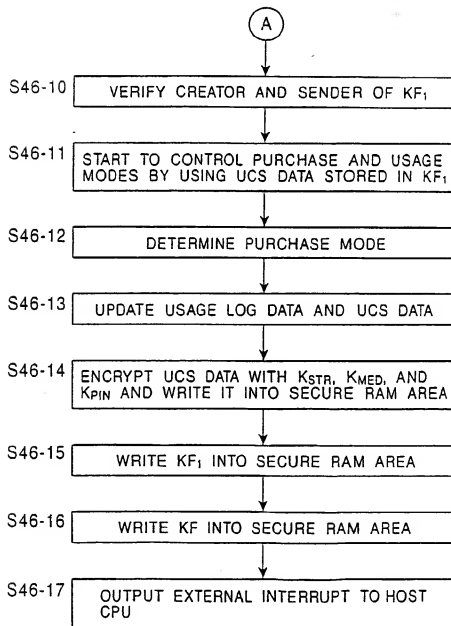 A
S46-10
VERIFY CREATOR AND SENDER OF KF1
S46-11
START TO CONTROL PURCHASE AND USAGE
MODES BY USING UCS DATA STORED IN KF1
S46-12
DETERMINE PURCHASE MODE
S46-13
UPDATE USAGE LOG DATA AND UCS DATA
S46-14
ENCRYPT UCS DATA WITH KSTR, KMED, AND
KPIN AND WRITE IT INTO SECURE RAM AREA
S46-15
WRITE KF1 INTO SECURE RAM AREA
S46-16
WRITE KF INTO SECURE RAM AREA
S46-17
OUTPUT EXTERNAL INTERRUPT TO HOST
CPU